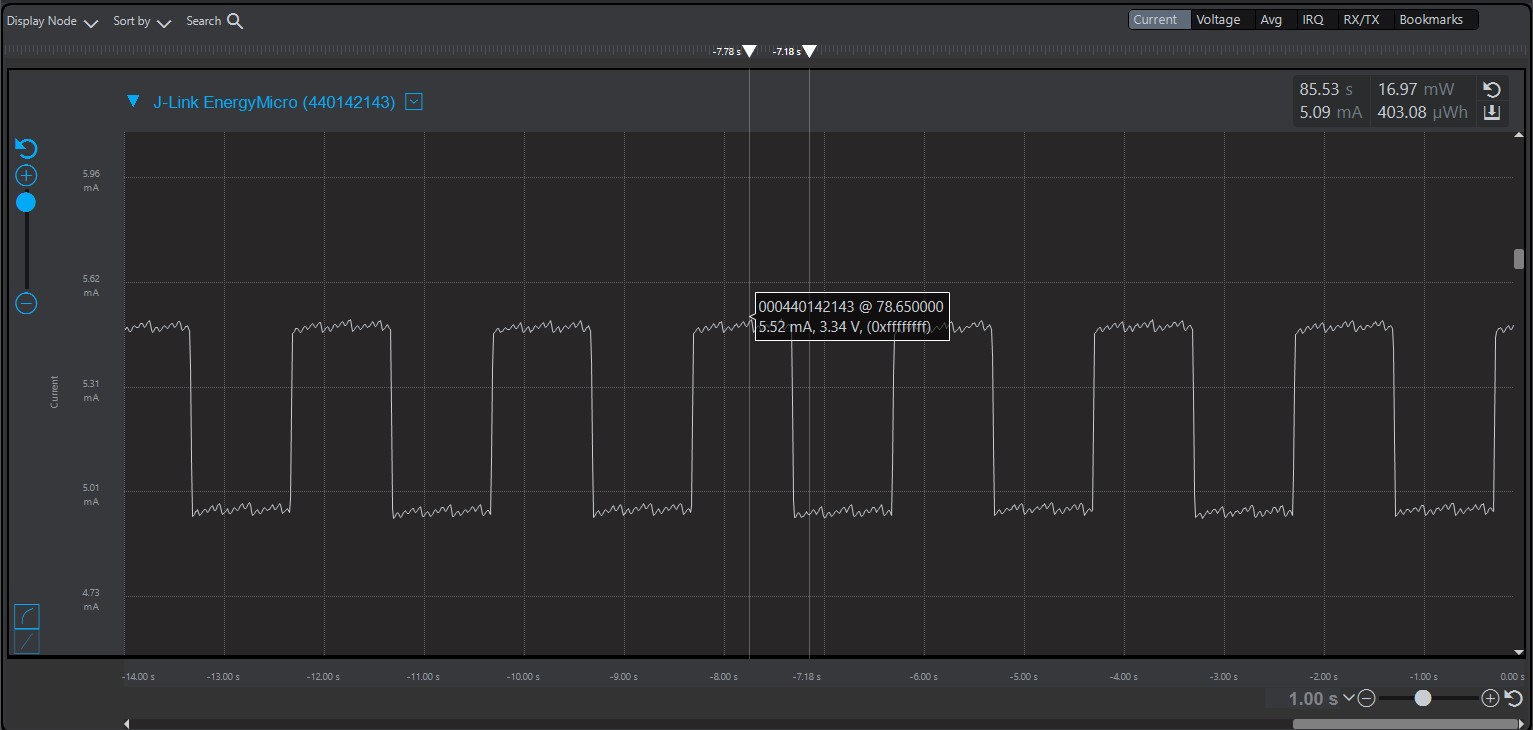 Display Node Sort by Search Current Voltage Avg IRQ RX/TX Bookmarks
-7.78 s -7.18 s
J-Link EnergyMicro (440142143)
85.53 s 16.97 mW
5.09 mA 403.08 µWh
5.96
mA
5.62
mA
000440142143 @ 78.650000
5.52 mA, 3.34 V, (0xffffffff)
5.31
mA
Current
5.01
mA
4.73
mA
-14.00 s -13.00 s -12.00 s -11.00 s -10.00 s -9.00 s -8.00 s -7.18 s -6.00 s -5.00 s -4.00 s -3.00 s -2.00 s -1.00 s 0.00 s
1.00 s